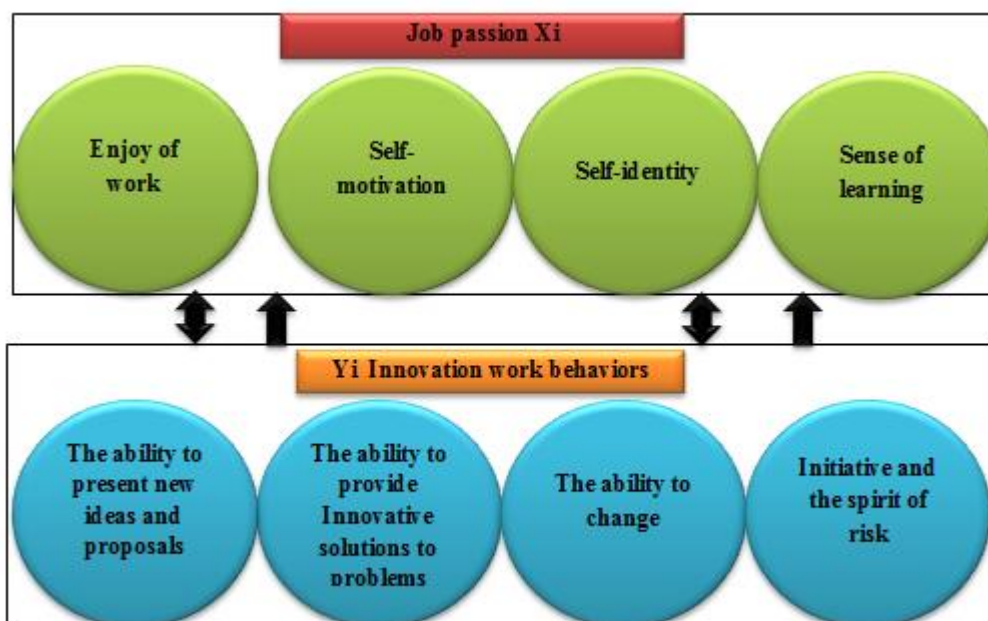 Job passion Xi
Enjoy of
work
Self-
motivation
Self-identity
Sense of
learning
Yi Innovation work behaviors
The ability to
present new
ideas and
proposals
The ability to
provide
Innovative
solutions to
problems
The ability to
change
Initiative and
the spirit of
risk